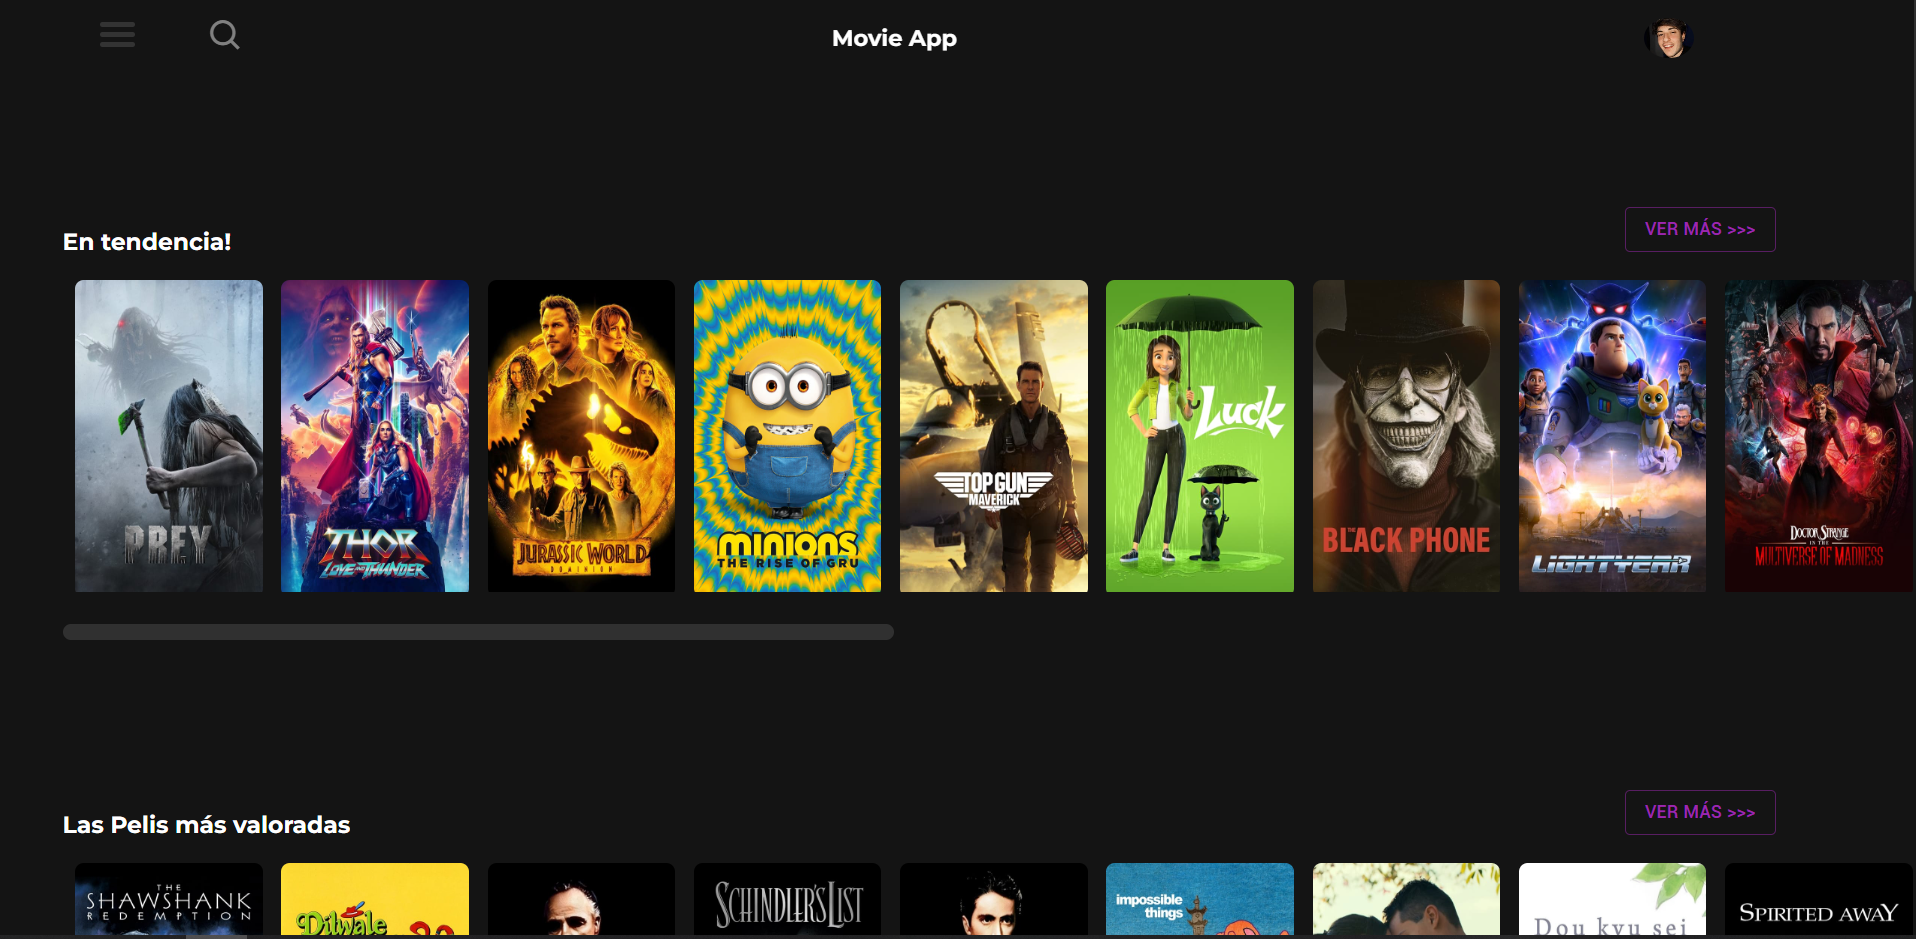 Movie App
En tendencia!
VER MÁS >>>
PREY
THOR
LOVE AND THUNDER
JURASSIC WORLD
DOMINION
MINIONS
THE RISE OF GRU
TOP GUN
MAVERICK
Luck
THE
BLACK PHONE
LIGHTYEAR
DOCTOR STRANGE
IN THE
MULTIVERSE OF MADNESS
Las Pelis más valoradas
VER MÁS >>>
THE
SHAWSHANK
REDEMPTION
Dilwale
SCHINDLER'S LIST
impossible
things
Dou kyu sei
SPIRITED AWAY